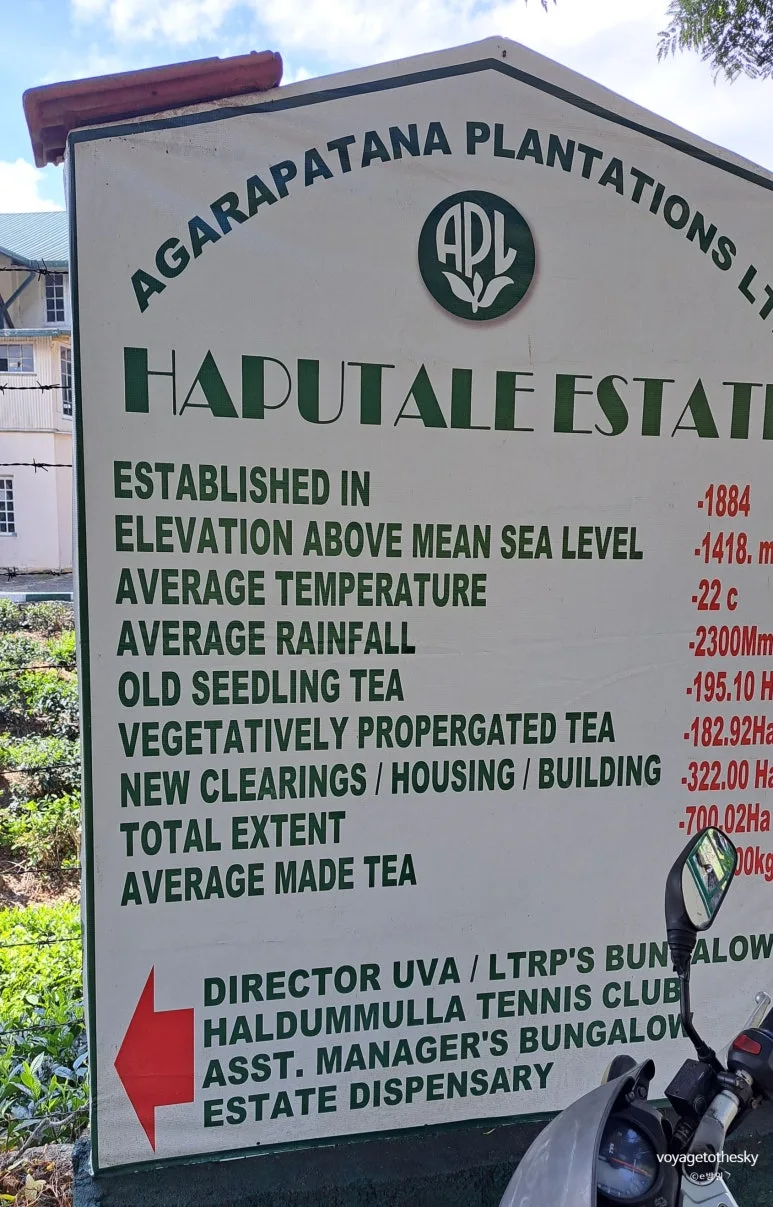 AGARAPATANA PLANTATIONS LT
APL
HAPUTALE ESTATE
ESTABLISHED IN -1884
ELEVATION ABOVE MEAN SEA LEVEL -1418. m
AVERAGE TEMPERATURE -22 c
AVERAGE RAINFALL -2300Mm
OLD SEEDLING TEA -195.10 H
VEGETATIVELY PROPERGATED TEA -182.92Ha
NEW CLEARINGS / HOUSING / BUILDING -322.00 Ha
TOTAL EXTENT -700.02Ha
AVERAGE MADE TEA 00kg
DIRECTOR UVA / LTRP'S BUNGALOW
HALDUMMULLA TENNIS CLUB
ASST. MANAGER'S BUNGALOW
ESTATE DISPENSARY
voyagetothesky